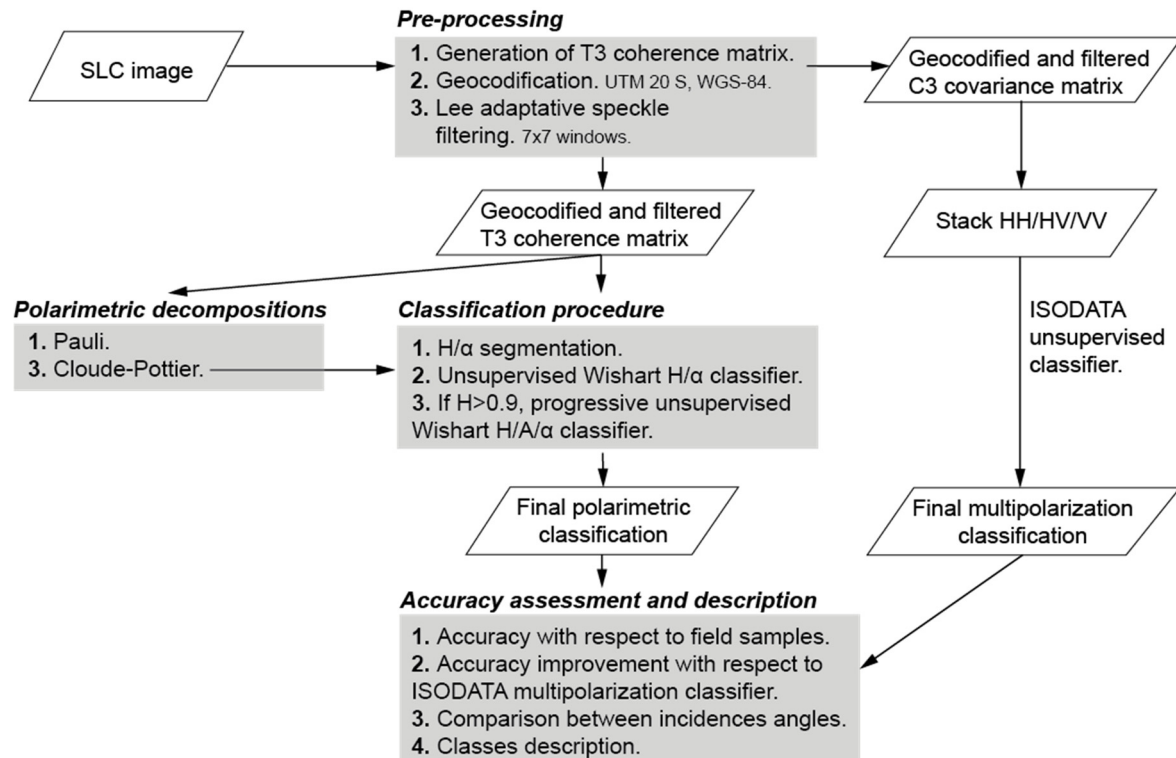 Pre-processing
SLC image
1. Generation of T3 coherence matrix.
2. Geocodification. UTM 20 S, WGS-84.
3. Lee adaptative speckle
filtering. 7x7 windows.
Geocodified and filtered
C3 covariance matrix
Geocodified and filtered
T3 coherence matrix
Stack HH/HV/VV
Polarimetric decompositions
1. Pauli.
3. Cloude-Pottier.
Classification procedure
1. H/α segmentation.
2. Unsupervised Wishart H/α classifier.
3. If H>0.9, progressive unsupervised
Wishart H/A/α classifier.
ISODATA
unsupervised
classifier.
Final polarimetric
classification
Final multipolarization
classification
Accuracy assessment and description
1. Accuracy with respect to field samples.
2. Accuracy improvement with respect to
ISODATA multipolarization classifier.
3. Comparison between incidences angles.
4. Classes description.